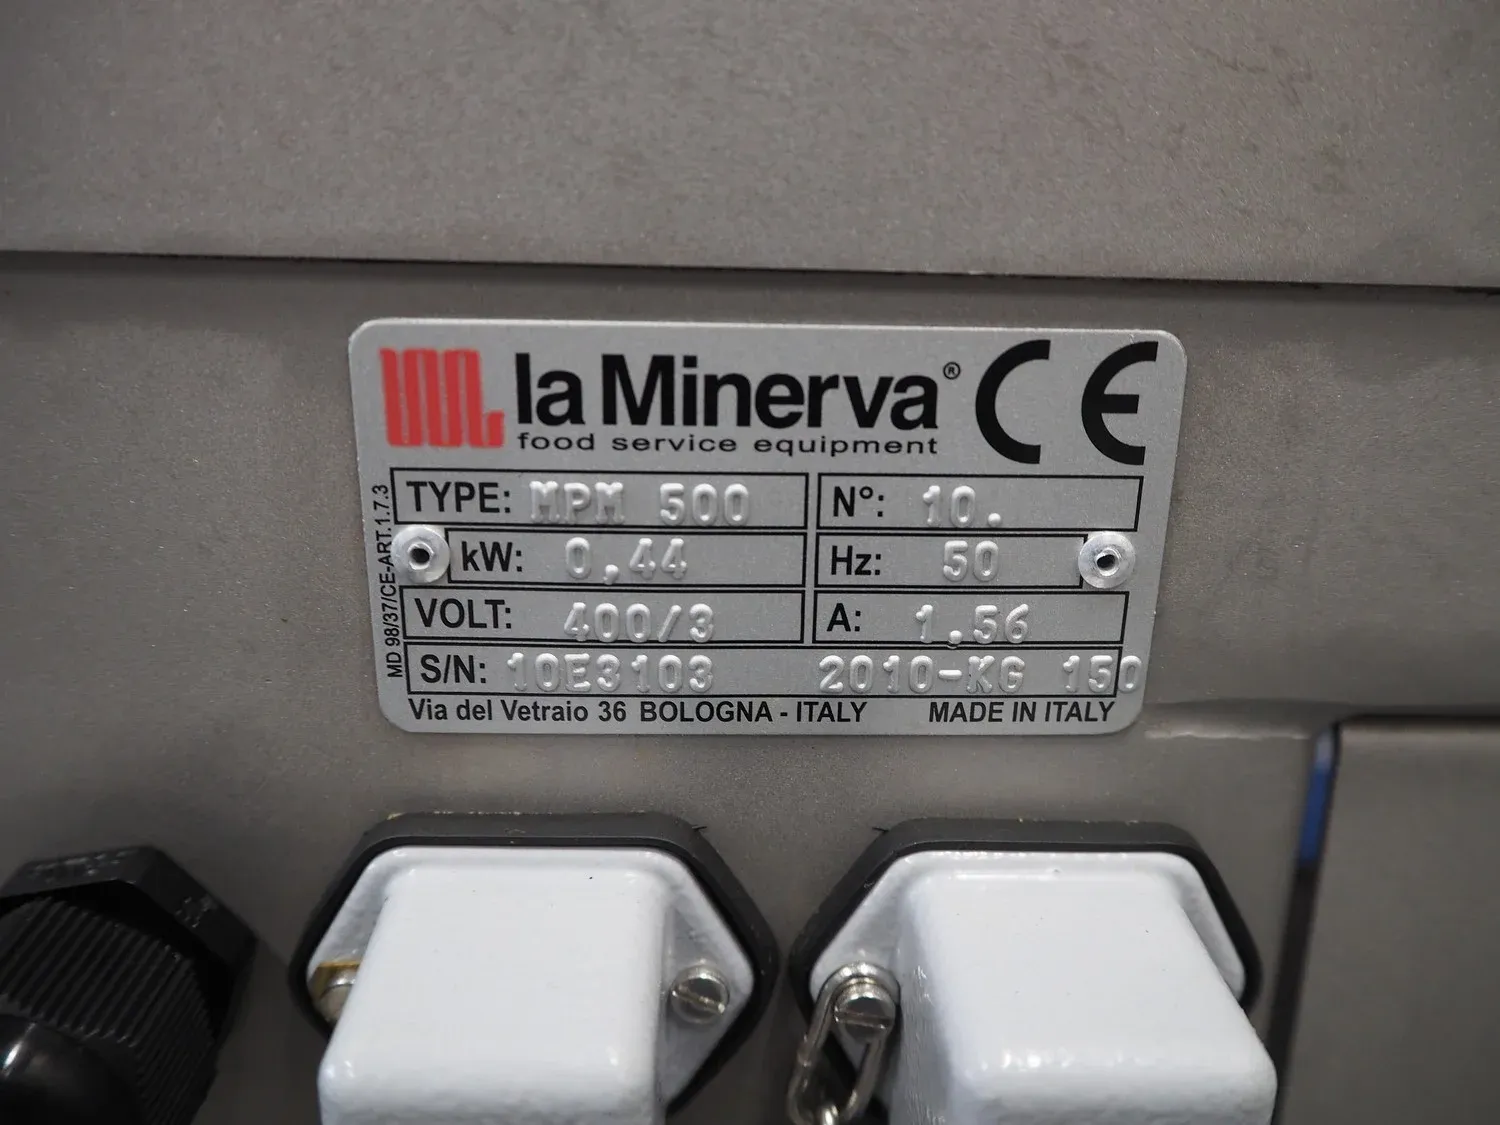 la Minerva® CE
food service equipment
TYPE: MPM 500 N°: 10.
kW: 0,44 Hz: 50
VOLT: 400/3 A: 1.56
S/N: 10E3103 2010-KG 150
Via del Vetraio 36 BOLOGNA - ITALY MADE IN ITALY
MD 98/37/CE-ART.1.7.3